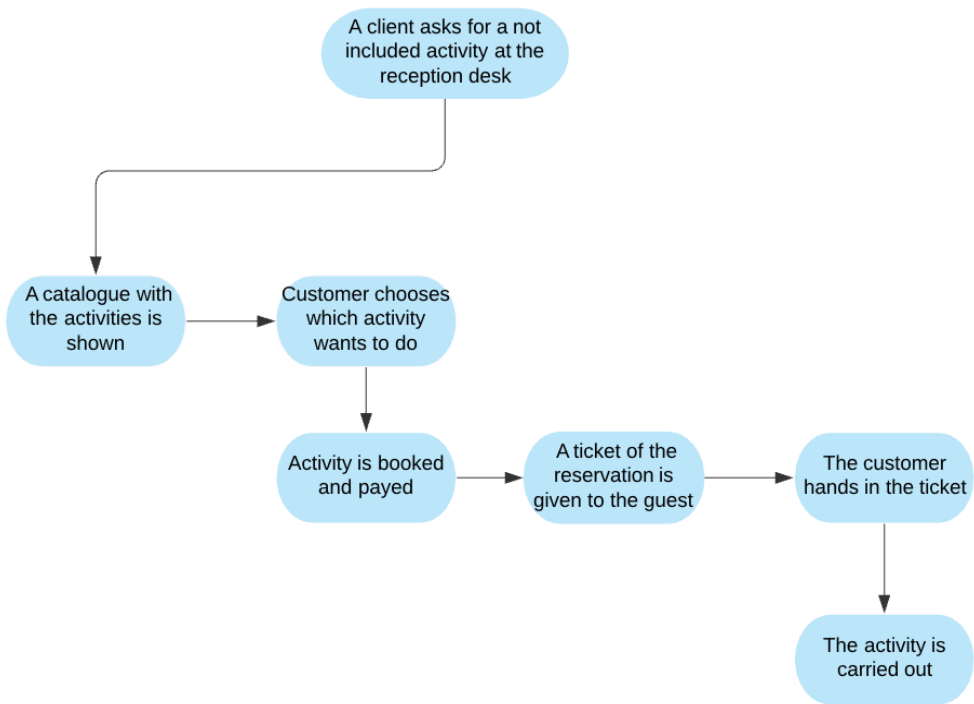 A client asks for a not
included activity at the
reception desk
A catalogue with
the activities is
shown
Customer chooses
which activity
wants to do
Activity is booked
and payed
A ticket of the
reservation is
given to the guest
The customer
hands in the ticket
The activity is
carried out